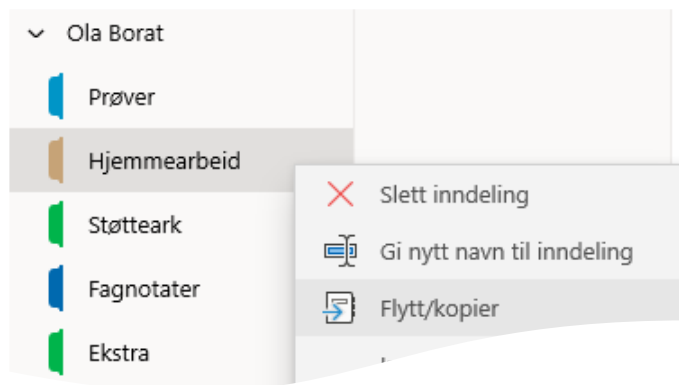 Ola Borat
Prøver
Hjemmearbeid
Slett inndeling
Støtteark
Gi nytt navn til inndeling
Fagnotater
Flytt/kopier
Ekstra